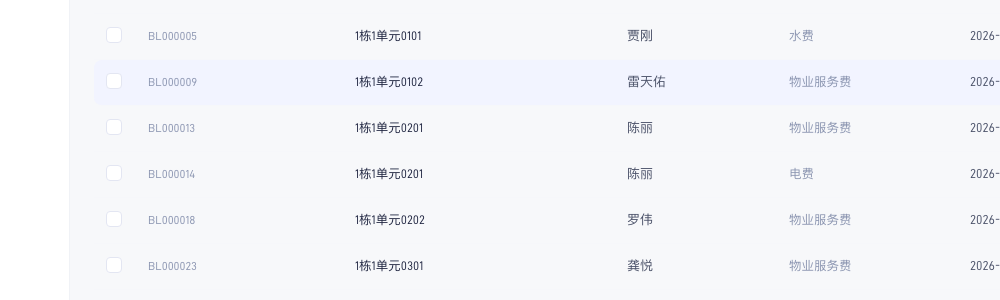 BL000005 1栋1单元0101 贾刚 水费 2026-
BL000009 1栋1单元0102 雷天佑 物业服务费 2026-
BL000013 1栋1单元0201 陈丽 物业服务费 2026-
BL000014 1栋1单元0201 陈丽 电费 2026-
BL000018 1栋1单元0202 罗伟 物业服务费 2026-
BL000023 1栋1单元0301 龚悦 物业服务费 2026-